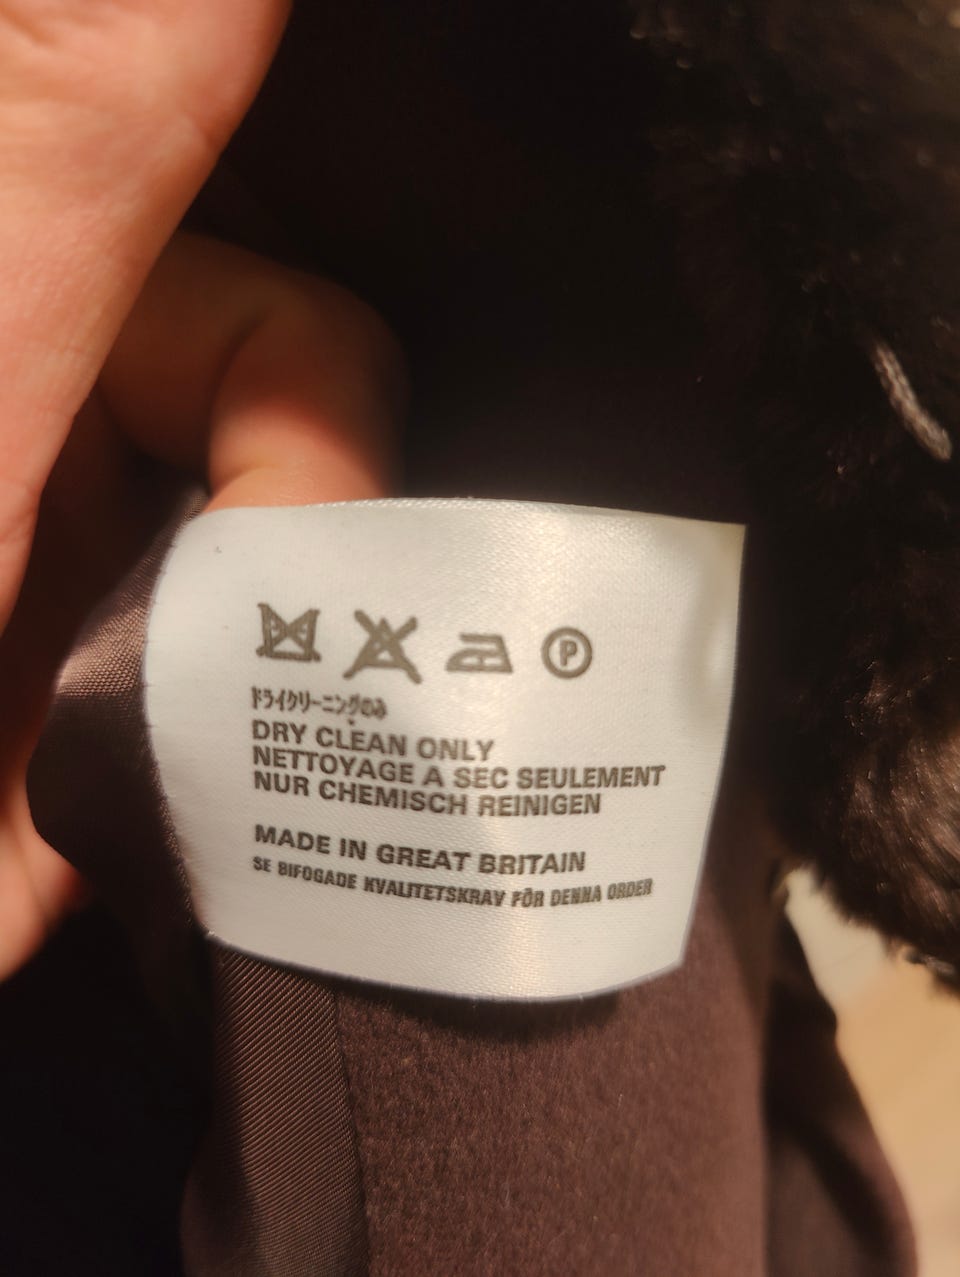 P
ドライクリーニングのみ
DRY CLEAN ONLY
NETTOYAGE A SEC SEULEMENT
NUR CHEMISCH REINIGEN
MADE IN GREAT BRITAIN
SE BIFOGADE KVALITETSKRAV FÖR DENNA ORDER